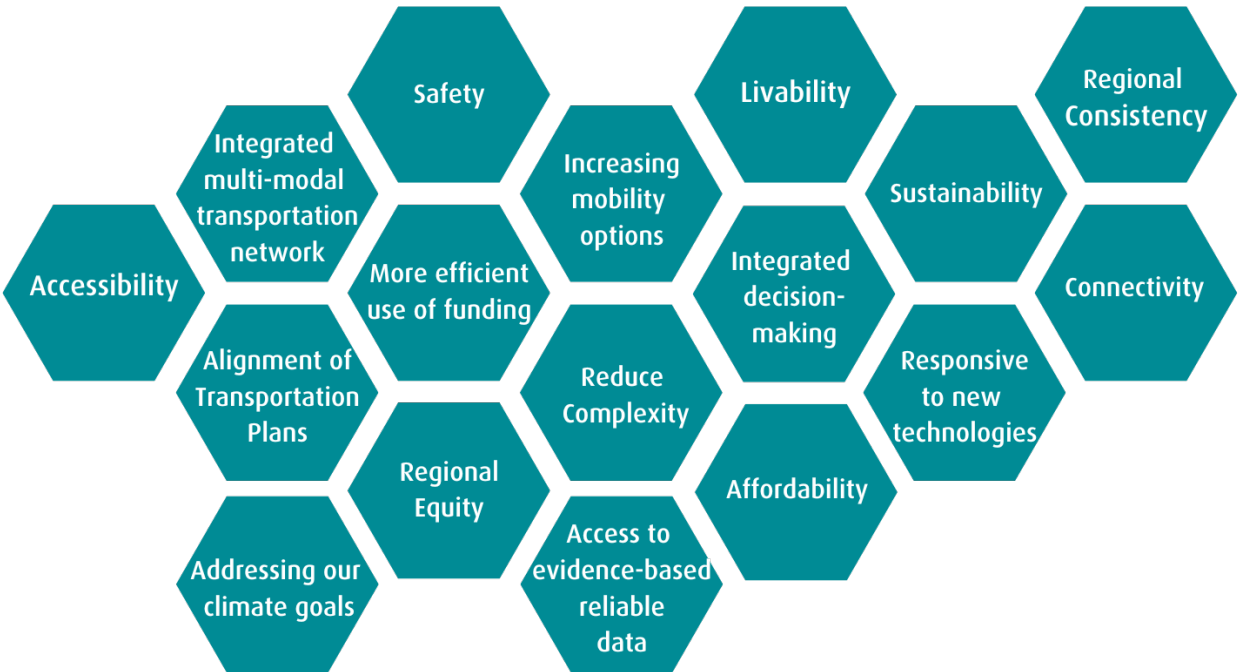 Safety
Livability
Regional
Consistency
Integrated
multi-modal
transportation
network
Increasing
mobility
options
Sustainability
Accessibility
More efficient
use of funding
Integrated
decision-
making
Connectivity
Alignment of
Transportation
Plans
Reduce
Complexity
Responsive
to new
technologies
Regional
Equity
Affordability
Addressing our
climate goals
Access to
evidence-based
reliable
data